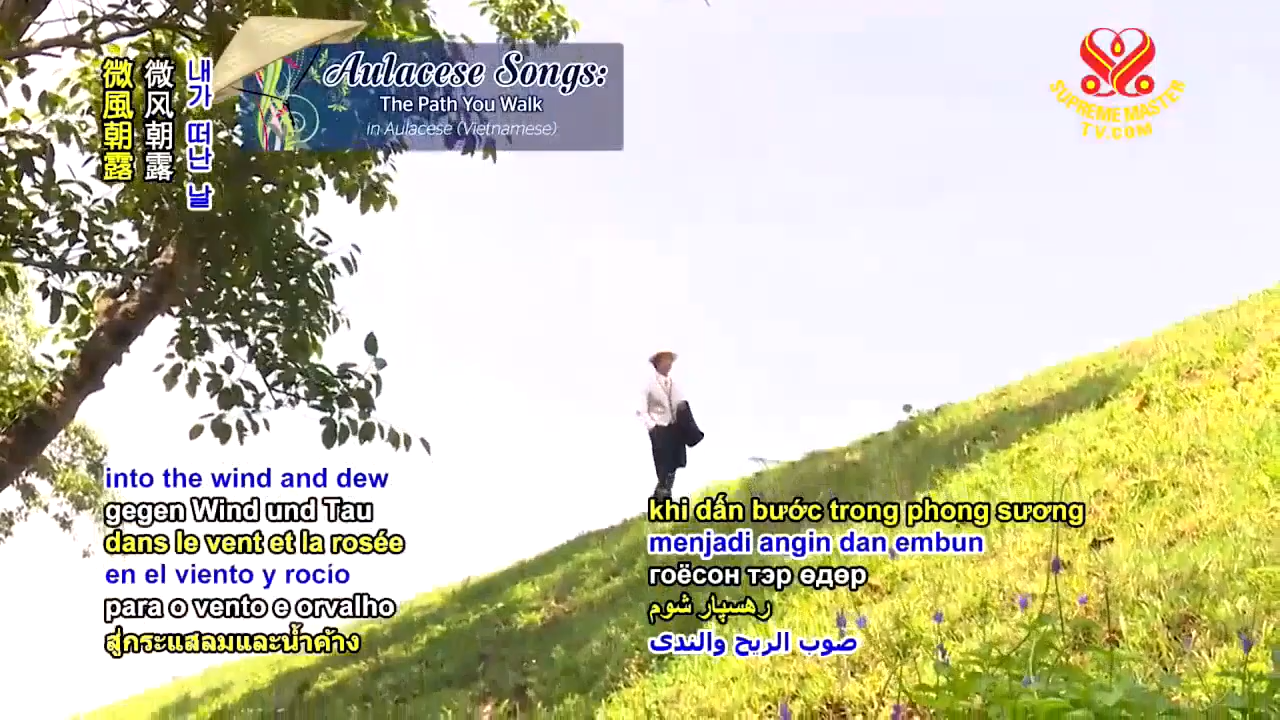 微風朝露
微风朝露
내가 떠난 날
Aulacese Songs:
The Path You Walk
in Aulacese (Vietnamese)
SUPREME MASTER
TV.COM
into the wind and dew
gegen Wind und Tau
dans le vent et la rosée
en el viento y rocío
para o vento e orvalho
สู่กระแสลมและน้ำค้าง
khi dấn bước trong phong sương
menjadi angin dan embun
гоёсон тэр өдөр
رهسپار شوم
صوب الريح والندى